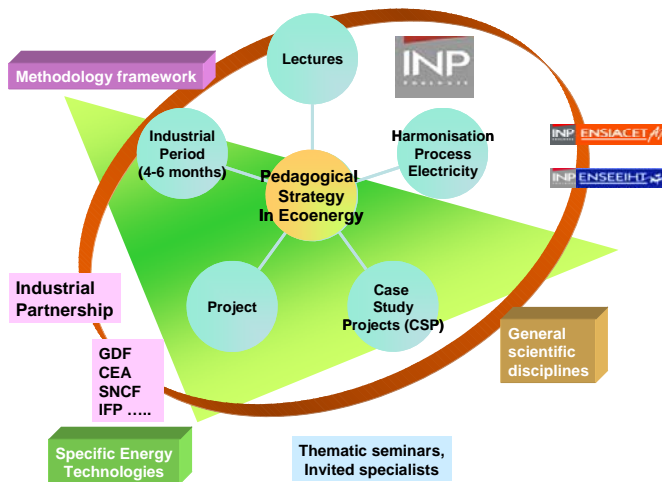 Lectures
INP
Methodology framework
Industrial
Period
(4-6 months)
Harmonisation
Process
Electricity
INP ENSIACET
INP ENSEEIHT
Pedagogical
Strategy
In Ecoenergy
Industrial
Partnership
Project
Case
Study
Projects (CSP)
General
scientific
disciplines
GDF
CEA
SNCF
IFP …..
Specific Energy
Technologies
Thematic seminars,
Invited specialists